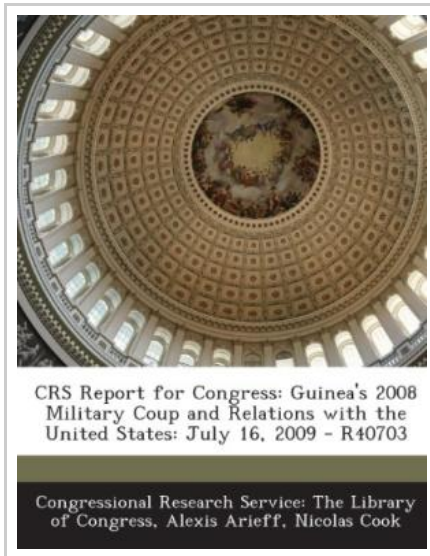 CRS Report for Congress: Guinea's 2008
Military Coup and Relations with the
United States: July 16, 2009 - R40703
Congressional Research Service: The Library
of Congress, Alexis Arieff, Nicolas Cook